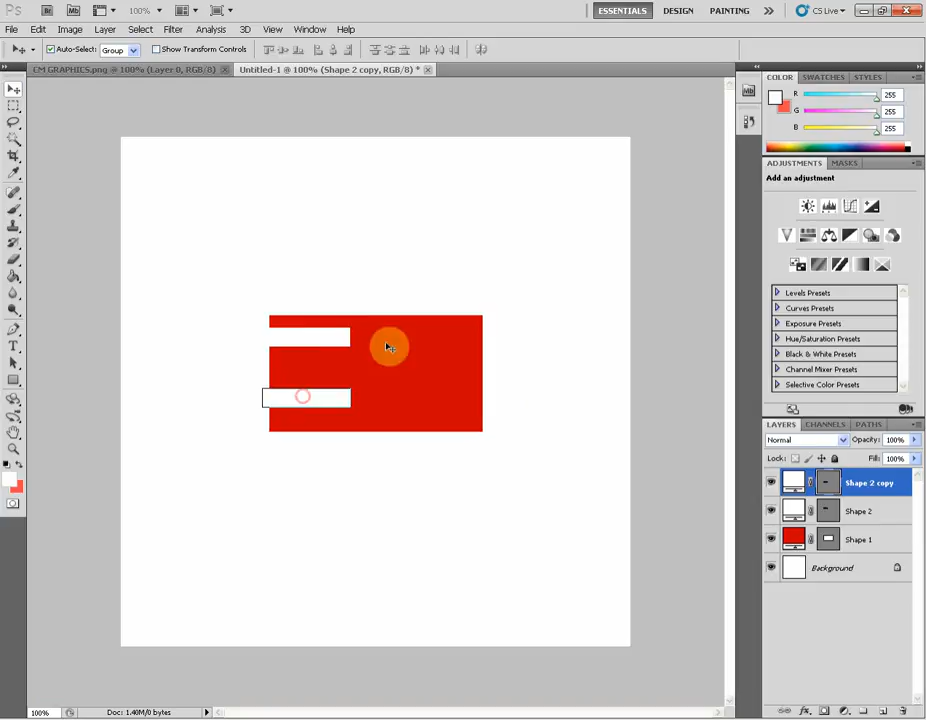 Ps
Br
Mb
100%
ESSENTIALS
DESIGN
PAINTING
CS Live
File
Edit
Image
Layer
Select
Filter
Analysis
3D
View
Window
Help
Auto-Select:
Group
Show Transform Controls
CM GRAPHICS.png @ 100% (Layer 0, RGB/8)
Untitled-1 @ 100% (Shape 2 copy, RGB/8) *
Mb
COLOR
SWATCHES
STYLES
R
255
G
255
B
255
ADJUSTMENTS
MASKS
Add an adjustment
Levels Presets
Curves Presets
Exposure Presets
Hue/Saturation Presets
Black & White Presets
Channel Mixer Presets
Selective Color Presets
LAYERS
CHANNELS
PATHS
Normal
Opacity: 100%
Lock:
Fill: 100%
Shape 2 copy
Shape 2
Shape 1
Background
100%
Doc: 1.40M/0 bytes